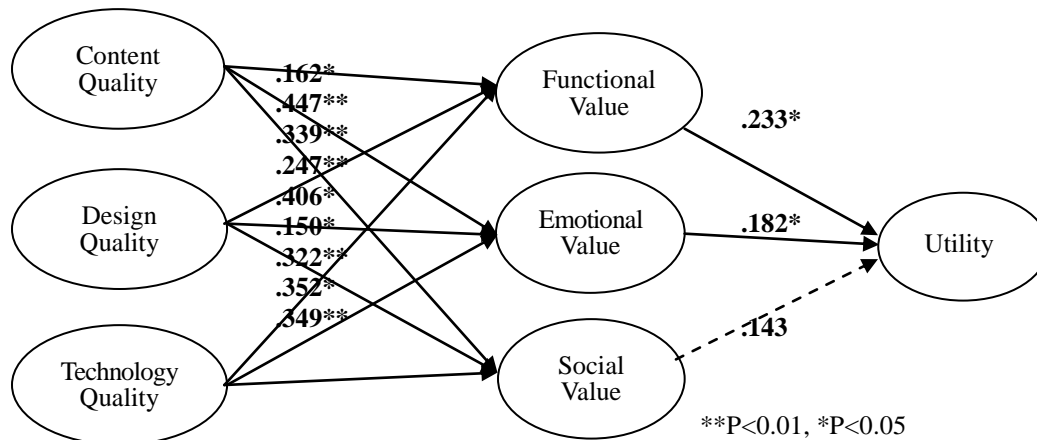 Content
Quality
Design
Quality
Technology
Quality
.162*
.447**
.339**
.247**
.406*
.150*
.322**
.352*
.349**
Functional
Value
Emotional
Value
Social
Value
.233*
.182*
.143
Utility
**P<0.01, *P<0.05